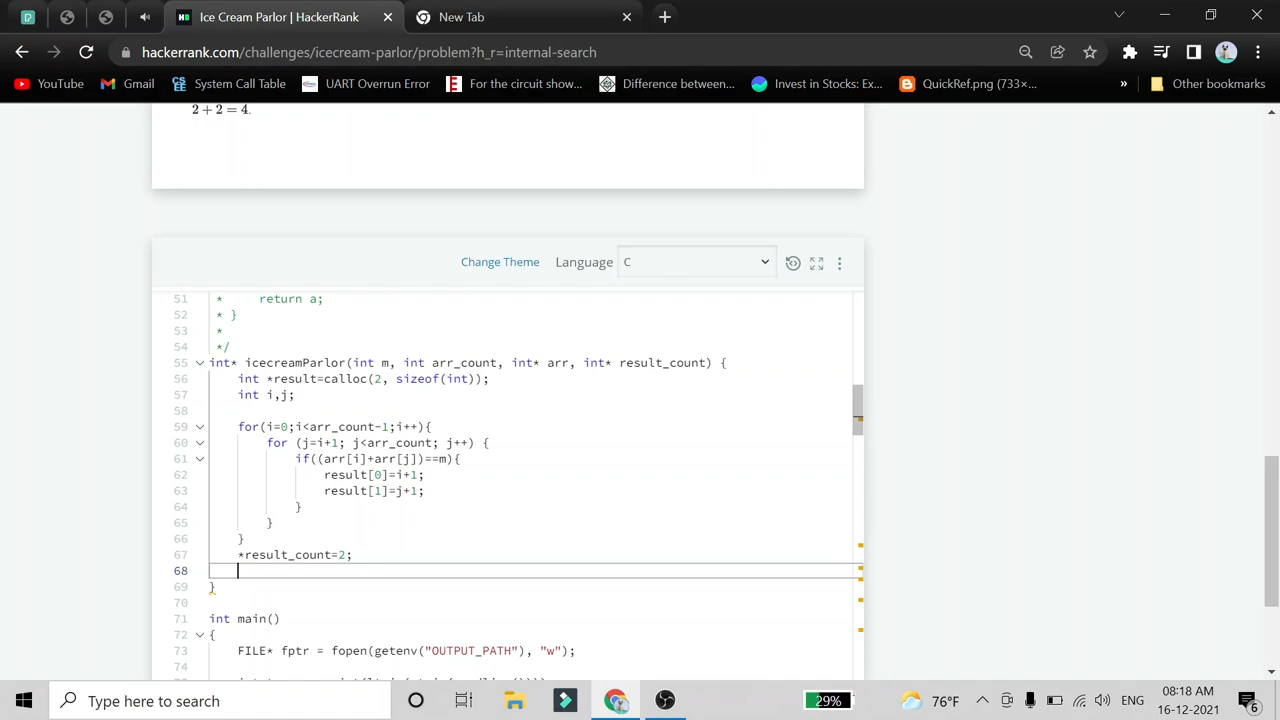 Ice Cream Parlor | HackerRank
New Tab
hackerrank.com/challenges/icecream-parlor/problem?h_r=internal-search
YouTube
Gmail
System Call Table
UART Overrun Error
For the circuit show...
Difference between...
Invest in Stocks: Ex...
QuickRef.png (733×...
»
Other bookmarks
2 + 2 = 4.
Change Theme
Language
C
51 * return a;
52 * }
53 *
54 */
55 int* icecreamParlor(int m, int arr_count, int* arr, int* result_count) {
56 int *result=calloc(2, sizeof(int));
57 int i,j;
58
59 for(i=0;i<arr_count-1;i++){
60 for (j=i+1; j<arr_count; j++) {
61 if((arr[i]+arr[j])==m){
62 result[0]=i+1;
63 result[1]=j+1;
64 }
65 }
66 }
67 *result_count=2;
68
69 }
70
71 int main()
72 {
73 FILE* fptr = fopen(getenv("OUTPUT_PATH"), "w");
74
Type here to search
29%
76°F
ENG
08:18 AM
16-12-2021
6